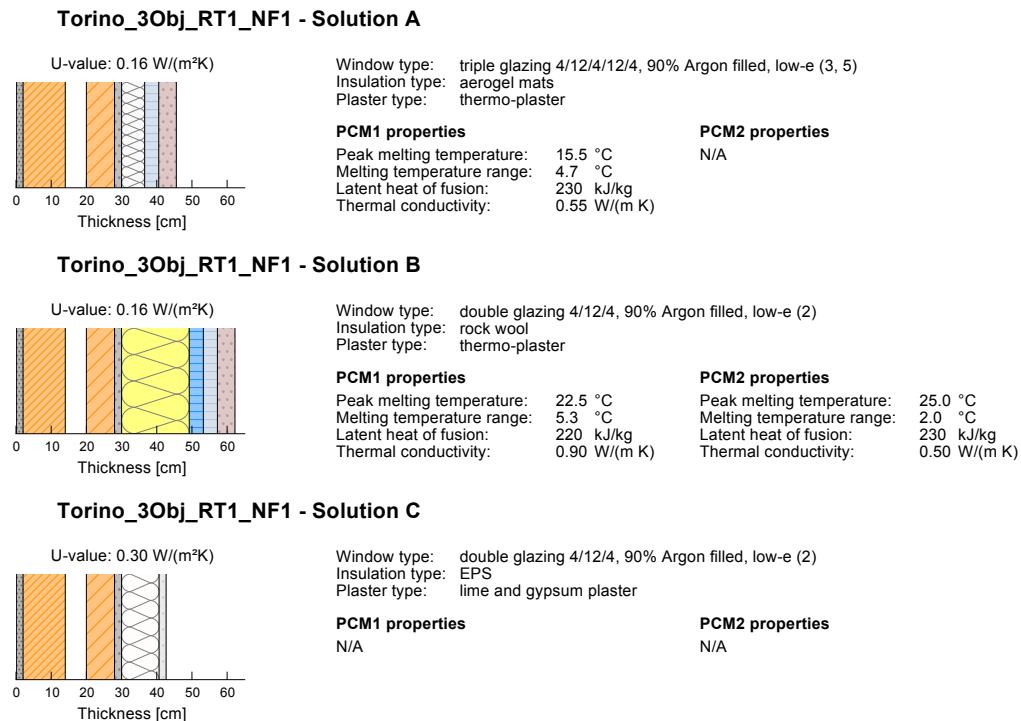 Torino_3Obj_RT1_NF1 - Solution A
U-value: 0.16 W/(m²K)
0 10 20 30 40 50 60
Thickness [cm]
Window type: triple glazing 4/12/4/12/4, 90% Argon filled, low-e (3, 5)
Insulation type: aerogel mats
Plaster type: thermo-plaster
PCM1 properties
Peak melting temperature: 15.5 °C
Melting temperature range: 4.7 °C
Latent heat of fusion: 230 kJ/kg
Thermal conductivity: 0.55 W/(m K)
PCM2 properties
N/A
Torino_3Obj_RT1_NF1 - Solution B
U-value: 0.16 W/(m²K)
0 10 20 30 40 50 60
Thickness [cm]
Window type: double glazing 4/12/4, 90% Argon filled, low-e (2)
Insulation type: rock wool
Plaster type: thermo-plaster
PCM1 properties
Peak melting temperature: 22.5 °C
Melting temperature range: 5.3 °C
Latent heat of fusion: 220 kJ/kg
Thermal conductivity: 0.90 W/(m K)
PCM2 properties
Peak melting temperature: 25.0 °C
Melting temperature range: 2.0 °C
Latent heat of fusion: 230 kJ/kg
Thermal conductivity: 0.50 W/(m K)
Torino_3Obj_RT1_NF1 - Solution C
U-value: 0.30 W/(m²K)
0 10 20 30 40 50 60
Thickness [cm]
Window type: double glazing 4/12/4, 90% Argon filled, low-e (2)
Insulation type: EPS
Plaster type: lime and gypsum plaster
PCM1 properties
N/A
PCM2 properties
N/A